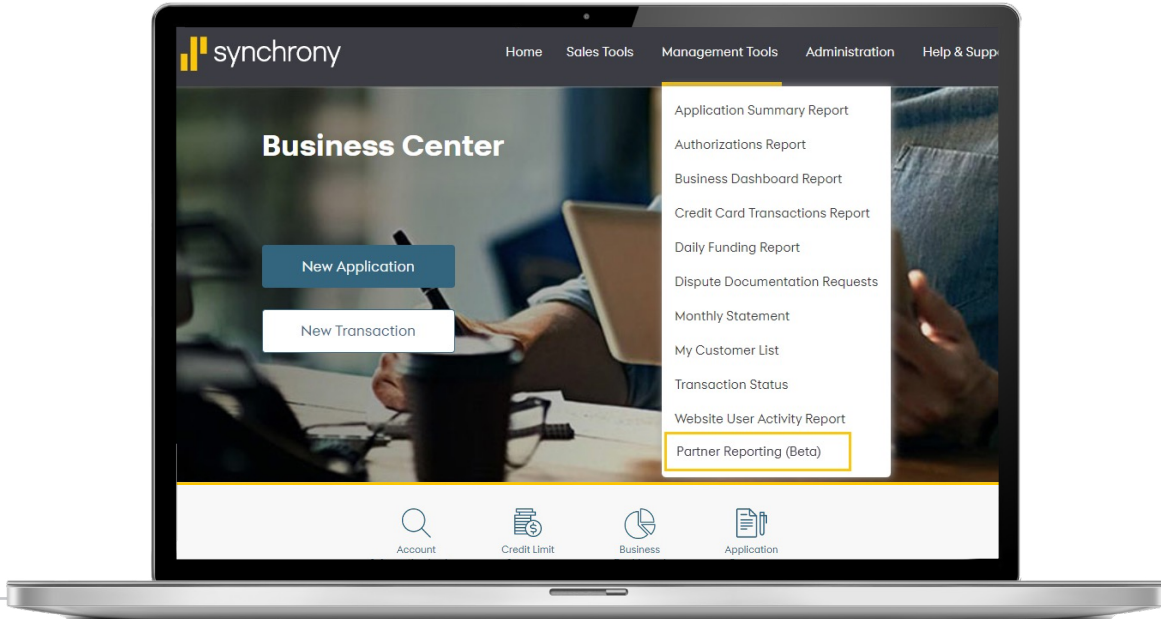 synchrony
Home Sales Tools Management Tools Administration Help & Supp
Business Center
New Application
New Transaction
Application Summary Report
Authorizations Report
Business Dashboard Report
Credit Card Transactions Report
Daily Funding Report
Dispute Documentation Requests
Monthly Statement
My Customer List
Transaction Status
Website User Activity Report
Partner Reporting (Beta)
Account Credit Limit Business Application